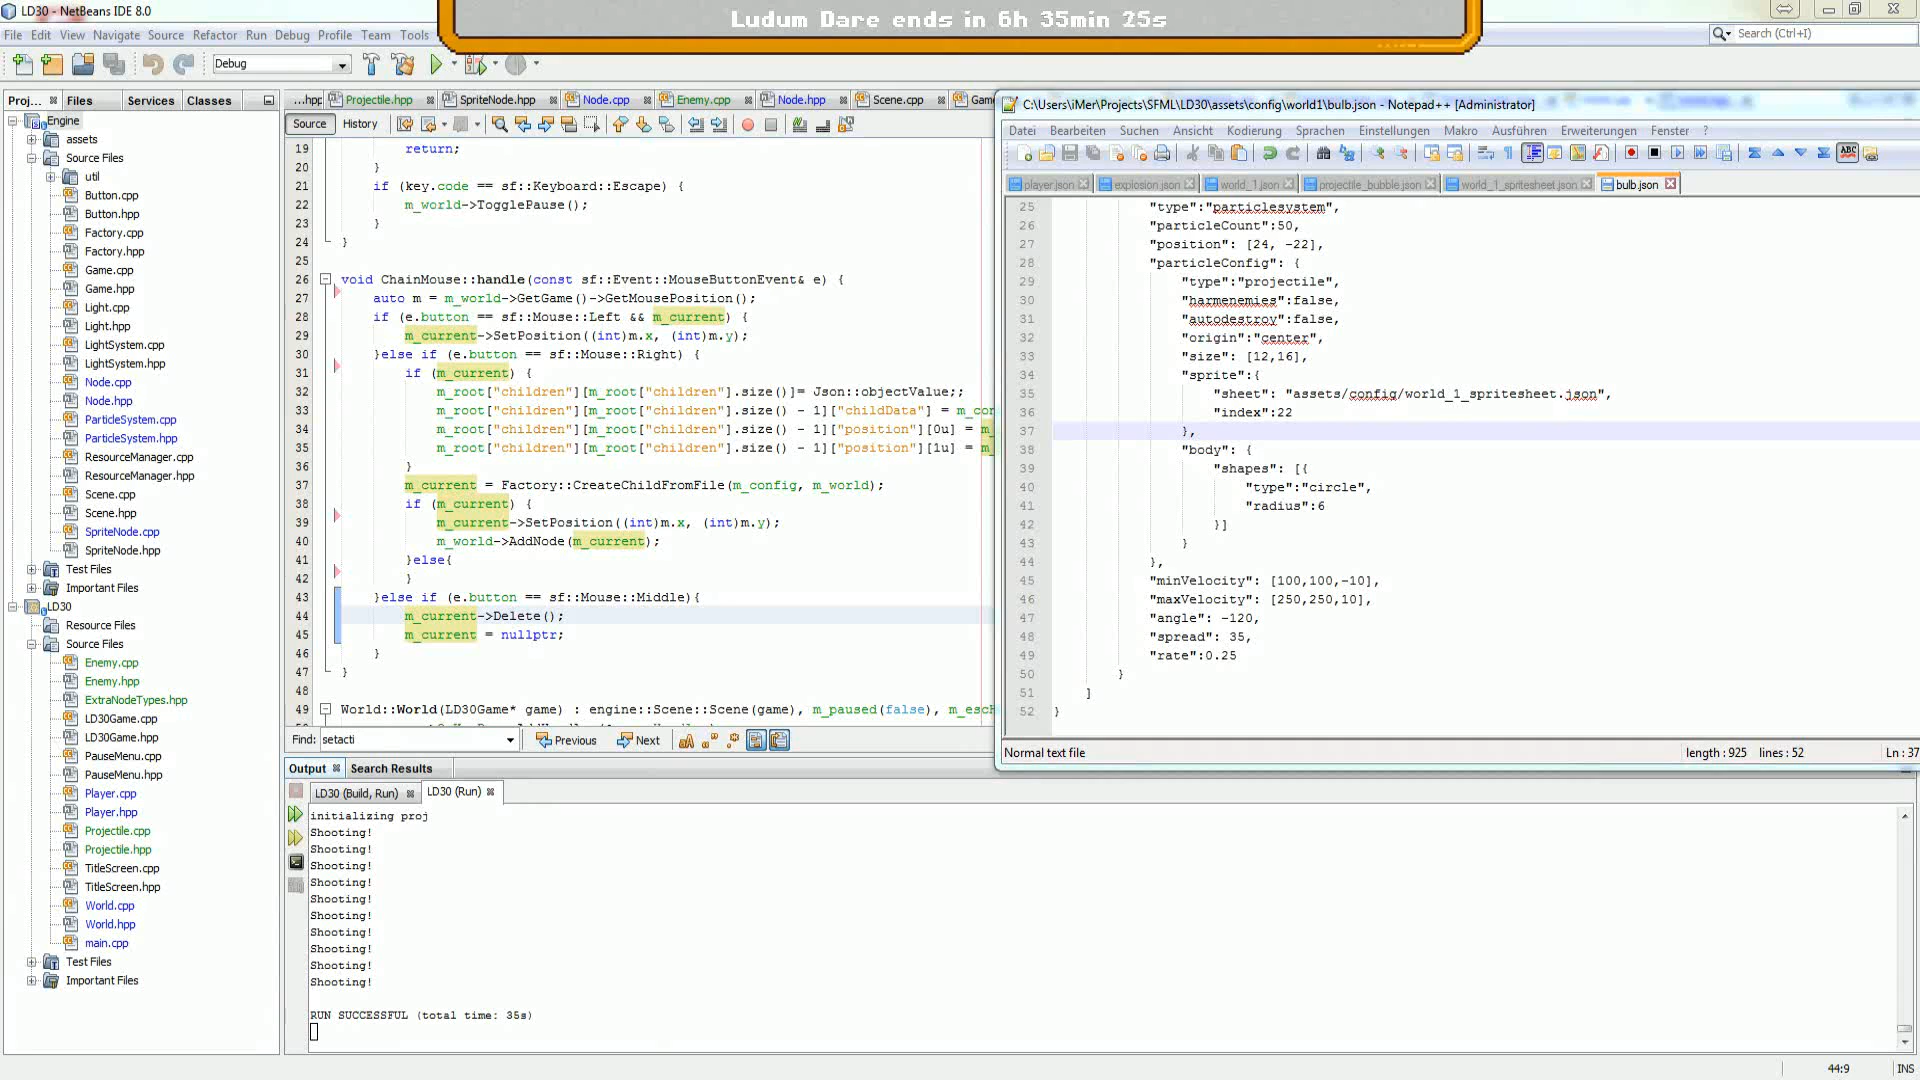 LD30 - NetBeans IDE 8.0
Ludum Dare ends in 6h 35min 25s
File Edit View Navigate Source Refactor Run Debug Profile Team Tools
Search (Ctrl+I)
Debug
Proj... Files Services Classes
...hpp Projectile.hpp SpriteNode.hpp Node.cpp Enemy.cpp Node.hpp Scene.cpp Gam
Source History
Engine
assets
Source Files
util
Button.cpp
Button.hpp
Factory.cpp
Factory.hpp
Game.cpp
Game.hpp
Light.cpp
Light.hpp
LightSystem.cpp
LightSystem.hpp
Node.cpp
Node.hpp
ParticleSystem.cpp
ParticleSystem.hpp
ResourceManager.cpp
ResourceManager.hpp
Scene.cpp
Scene.hpp
SpriteNode.cpp
SpriteNode.hpp
Test Files
Important Files
LD30
Resource Files
Source Files
Enemy.cpp
Enemy.hpp
ExtraNodeTypes.hpp
LD30Game.cpp
LD30Game.hpp
PauseMenu.cpp
PauseMenu.hpp
Player.cpp
Player.hpp
Projectile.cpp
Projectile.hpp
TitleScreen.cpp
TitleScreen.hpp
World.cpp
World.hpp
main.cpp
Test Files
Important Files
19 return;
20 }
21 if (key.code == sf::Keyboard::Escape) {
22 m_world->TogglePause();
23 }
24 }
25
26 void ChainMouse::handle(const sf::Event::MouseButtonEvent& e) {
27 auto m = m_world->GetGame()->GetMousePosition();
28 if (e.button == sf::Mouse::Left && m_current) {
29 m_current->SetPosition((int)m.x, (int)m.y);
30 }else if (e.button == sf::Mouse::Right) {
31 if (m_current) {
32 m_root["children"][m_root["children"].size()]= Json::objectValue;;
33 m_root["children"][m_root["children"].size() - 1]["childData"] = m_con
34 m_root["children"][m_root["children"].size() - 1]["position"][0u] = m_
35 m_root["children"][m_root["children"].size() - 1]["position"][1u] = m_
36 }
37 m_current = Factory::CreateChildFromFile(m_config, m_world);
38 if (m_current) {
39 m_current->SetPosition((int)m.x, (int)m.y);
40 m_world->AddNode(m_current);
41 }else{
42 }
43 }else if (e.button == sf::Mouse::Middle){
44 m_current->Delete();
45 m_current = nullptr;
46 }
47 }
48
49 World::World(LD30Game* game) : engine::Scene::Scene(game), m_paused(false), m_escH
Find: setacti Previous Next
C:\Users\iMer\Projects\SFML\LD30\assets\config\world1\bulb.json - Notepad++ [Administrator]
Datei Bearbeiten Suchen Ansicht Kodierung Sprachen Einstellungen Makro Ausführen Erweiterungen Fenster ?
player.json explosion.json world_1.json projectile_bubble.json world_1_spritesheet.json bulb.json
25 "type":"particlesystem",
26 "particleCount":50,
27 "position": [24, -22],
28 "particleConfig": {
29 "type":"projectile",
30 "harmenemies":false,
31 "autodestroy":false,
32 "origin":"center",
33 "size": [12,16],
34 "sprite":{
35 "sheet": "assets/config/world_1_spritesheet.json",
36 "index":22
37 },
38 "body": {
39 "shapes": [{
40 "type":"circle",
41 "radius":6
42 }]
43 }
44 },
45 "minVelocity": [100,100,-10],
46 "maxVelocity": [250,250,10],
47 "angle": -120,
48 "spread": 35,
49 "rate":0.25
50 }
51 ]
52 }
Normal text file length : 925 lines : 52 Ln : 37
Output Search Results
LD30 (Build, Run) LD30 (Run)
initializing proj
Shooting!
Shooting!
Shooting!
Shooting!
Shooting!
Shooting!
Shooting!
Shooting!
Shooting!
Shooting!
RUN SUCCESSFUL (total time: 35s)
44:9 INS